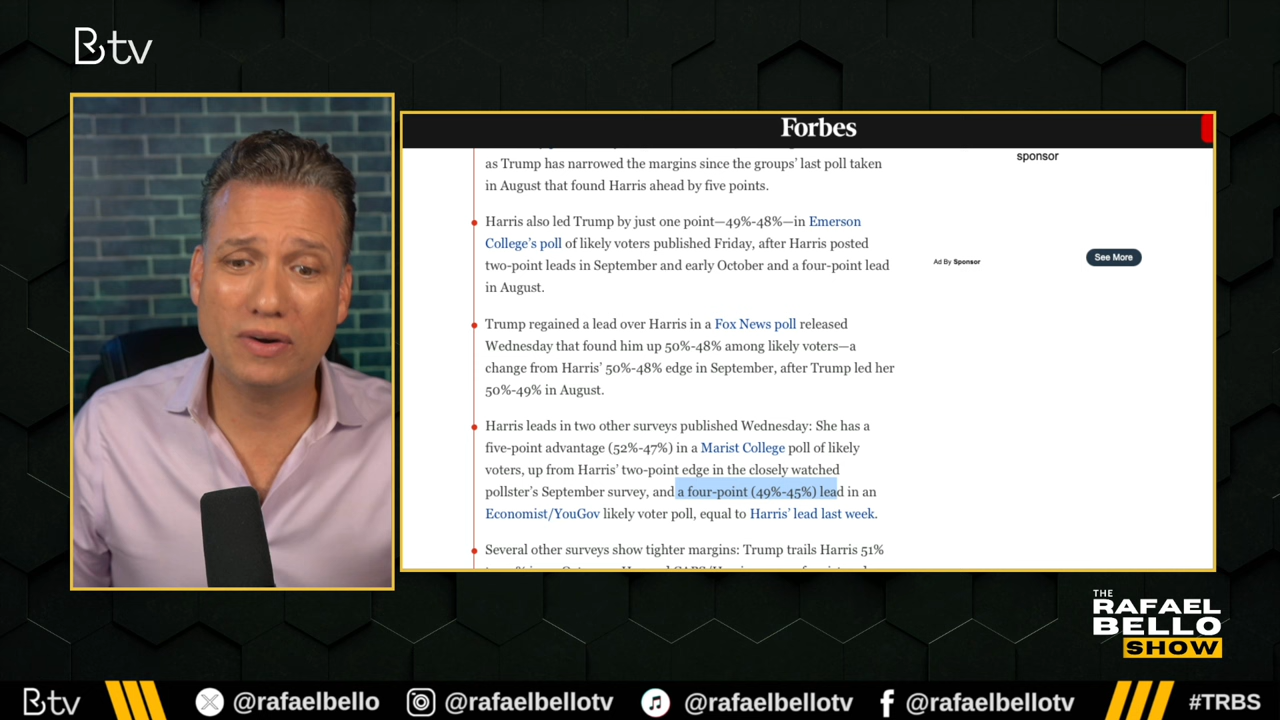 Btv
Forbes
as Trump has narrowed the margins since the groups’ last poll taken
in August that found Harris ahead by five points.
Harris also led Trump by just one point—49%-48%—in Emerson
College’s poll of likely voters published Friday, after Harris posted
two-point leads in September and early October and a four-point lead
in August.
Trump regained a lead over Harris in a Fox News poll released
Wednesday that found him up 50%-48% among likely voters—a
change from Harris’ 50%-48% edge in September, after Trump led her
50%-49% in August.
Harris leads in two other surveys published Wednesday: She has a
five-point advantage (52%-47%) in a Marist College poll of likely
voters, up from Harris’ two-point edge in the closely watched
pollster’s September survey, and a four-point (49%-45%) lead in an
Economist/YouGov likely voter poll, equal to Harris’ lead last week.
Several other surveys show tighter margins: Trump trails Harris 51%
sponsor
Ad By Sponsor
See More
THE
RAFAEL
BELLO
SHOW
Btv
@rafaelbello
@rafaelbellotv
@rafaelbellotv
@rafaelbellotv
#TRBS